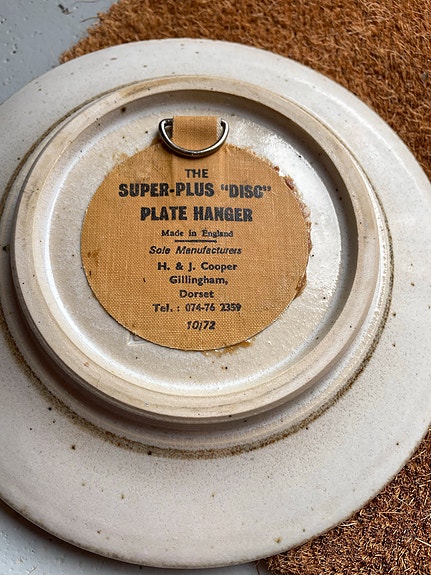 THE
SUPER-PLUS "DISC"
PLATE HANGER
Made in England
Sole Manufacturers
H. & J. Cooper
Gillingham,
Dorset
Tel.: 074-76 2359
10/72